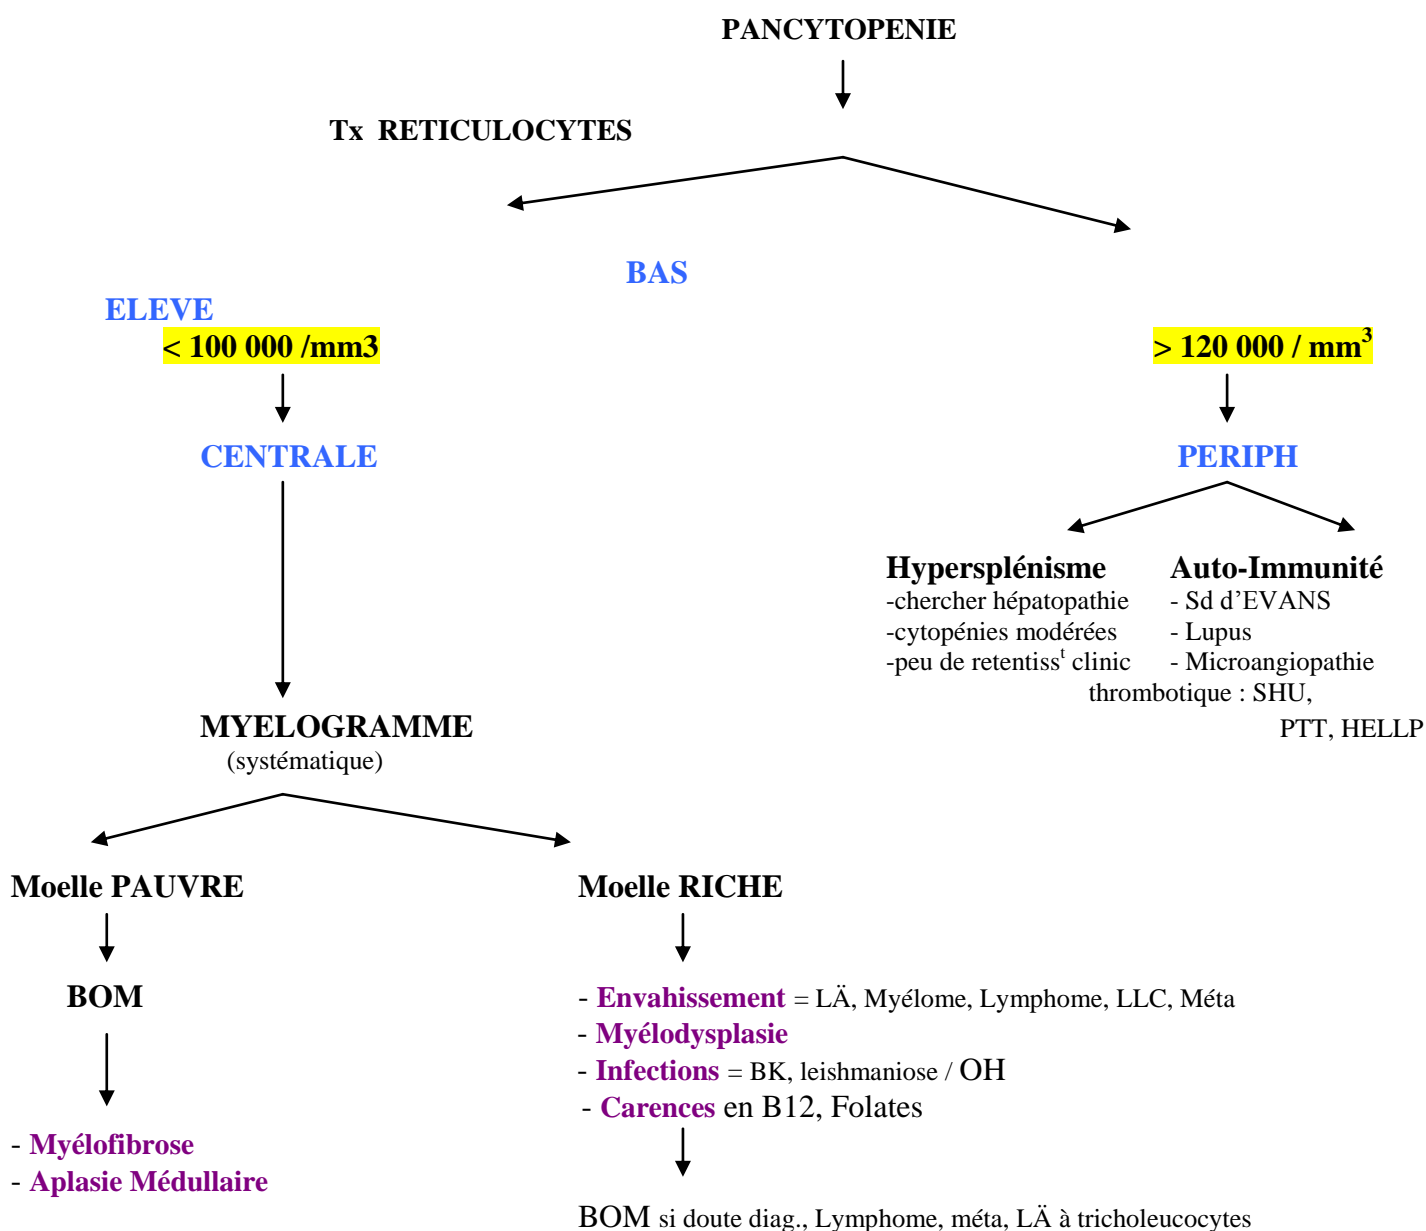 PANCYTOPENIE
Tx RETICULOCYTES
BAS
ELEVE
< 100 000 /mm3
> 120 000 / mm³
CENTRALE
PERIPH
Hypersplénisme
-chercher hépatopathie
-cytopénies modérées
-peu de retentissᵗ clinic
Auto-Immunité
- Sd d’EVANS
- Lupus
- Microangiopathie
thrombotique : SHU,
PTT, HELLP
MYELOGRAMME
(systématique)
Moelle PAUVRE
BOM
- Myélofibrose
- Aplasie Médullaire
Moelle RICHE
- Envahissement = LÄ, Myélome, Lymphome, LLC, Méta
- Myélodysplasie
- Infections = BK, leishmaniose / OH
- Carences en B12, Folates
BOM si doute diag., Lymphome, méta, LÄ à tricholeucocytes